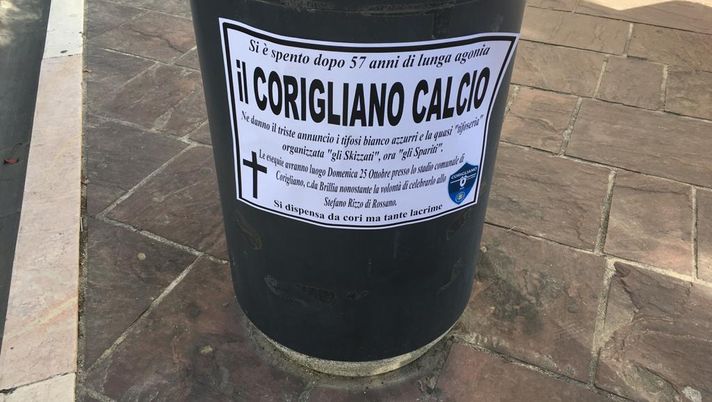 Si è spento dopo 57 anni di lunga agonia
il CORIGLIANO CALCIO
Ne danno il triste annuncio i tifosi bianco azzurri e la quasi "tifoseria"
organizzata "gli Skizzati", ora "gli Spariti".
Le esequie avranno luogo Domenica 25 Ottobre presso lo stadio comunale di
Corigliano, c.da Brillia nonostante la volontà di celebrarlo allo
Stefano Rizzo di Rossano.
CORIGLIANO
Si dispensa da cori ma tante lacrime